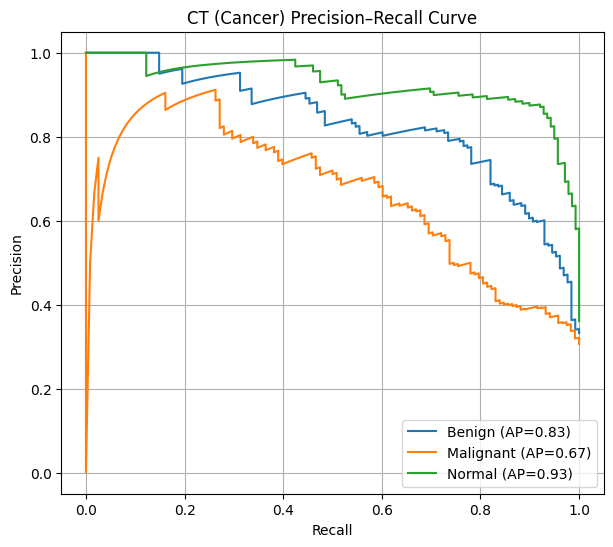 CT (Cancer) Precision–Recall Curve
Precision
1.0
0.8
0.6
0.4
0.2
0.0
0.0 0.2 0.4 0.6 0.8 1.0
Recall
Benign (AP=0.83)
Malignant (AP=0.67)
Normal (AP=0.93)